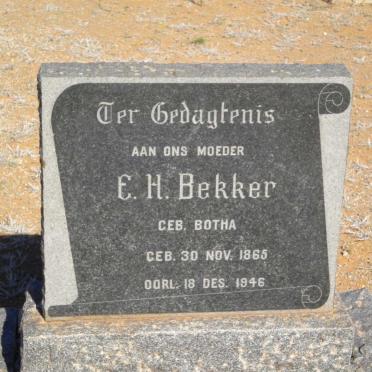 Ter Gedagtenis
AAN ONS MOEDER
E. H. Bekker
GEB. BOTHA
GEB. 30 NOV. 1865
OORL. 18 DES. 1946